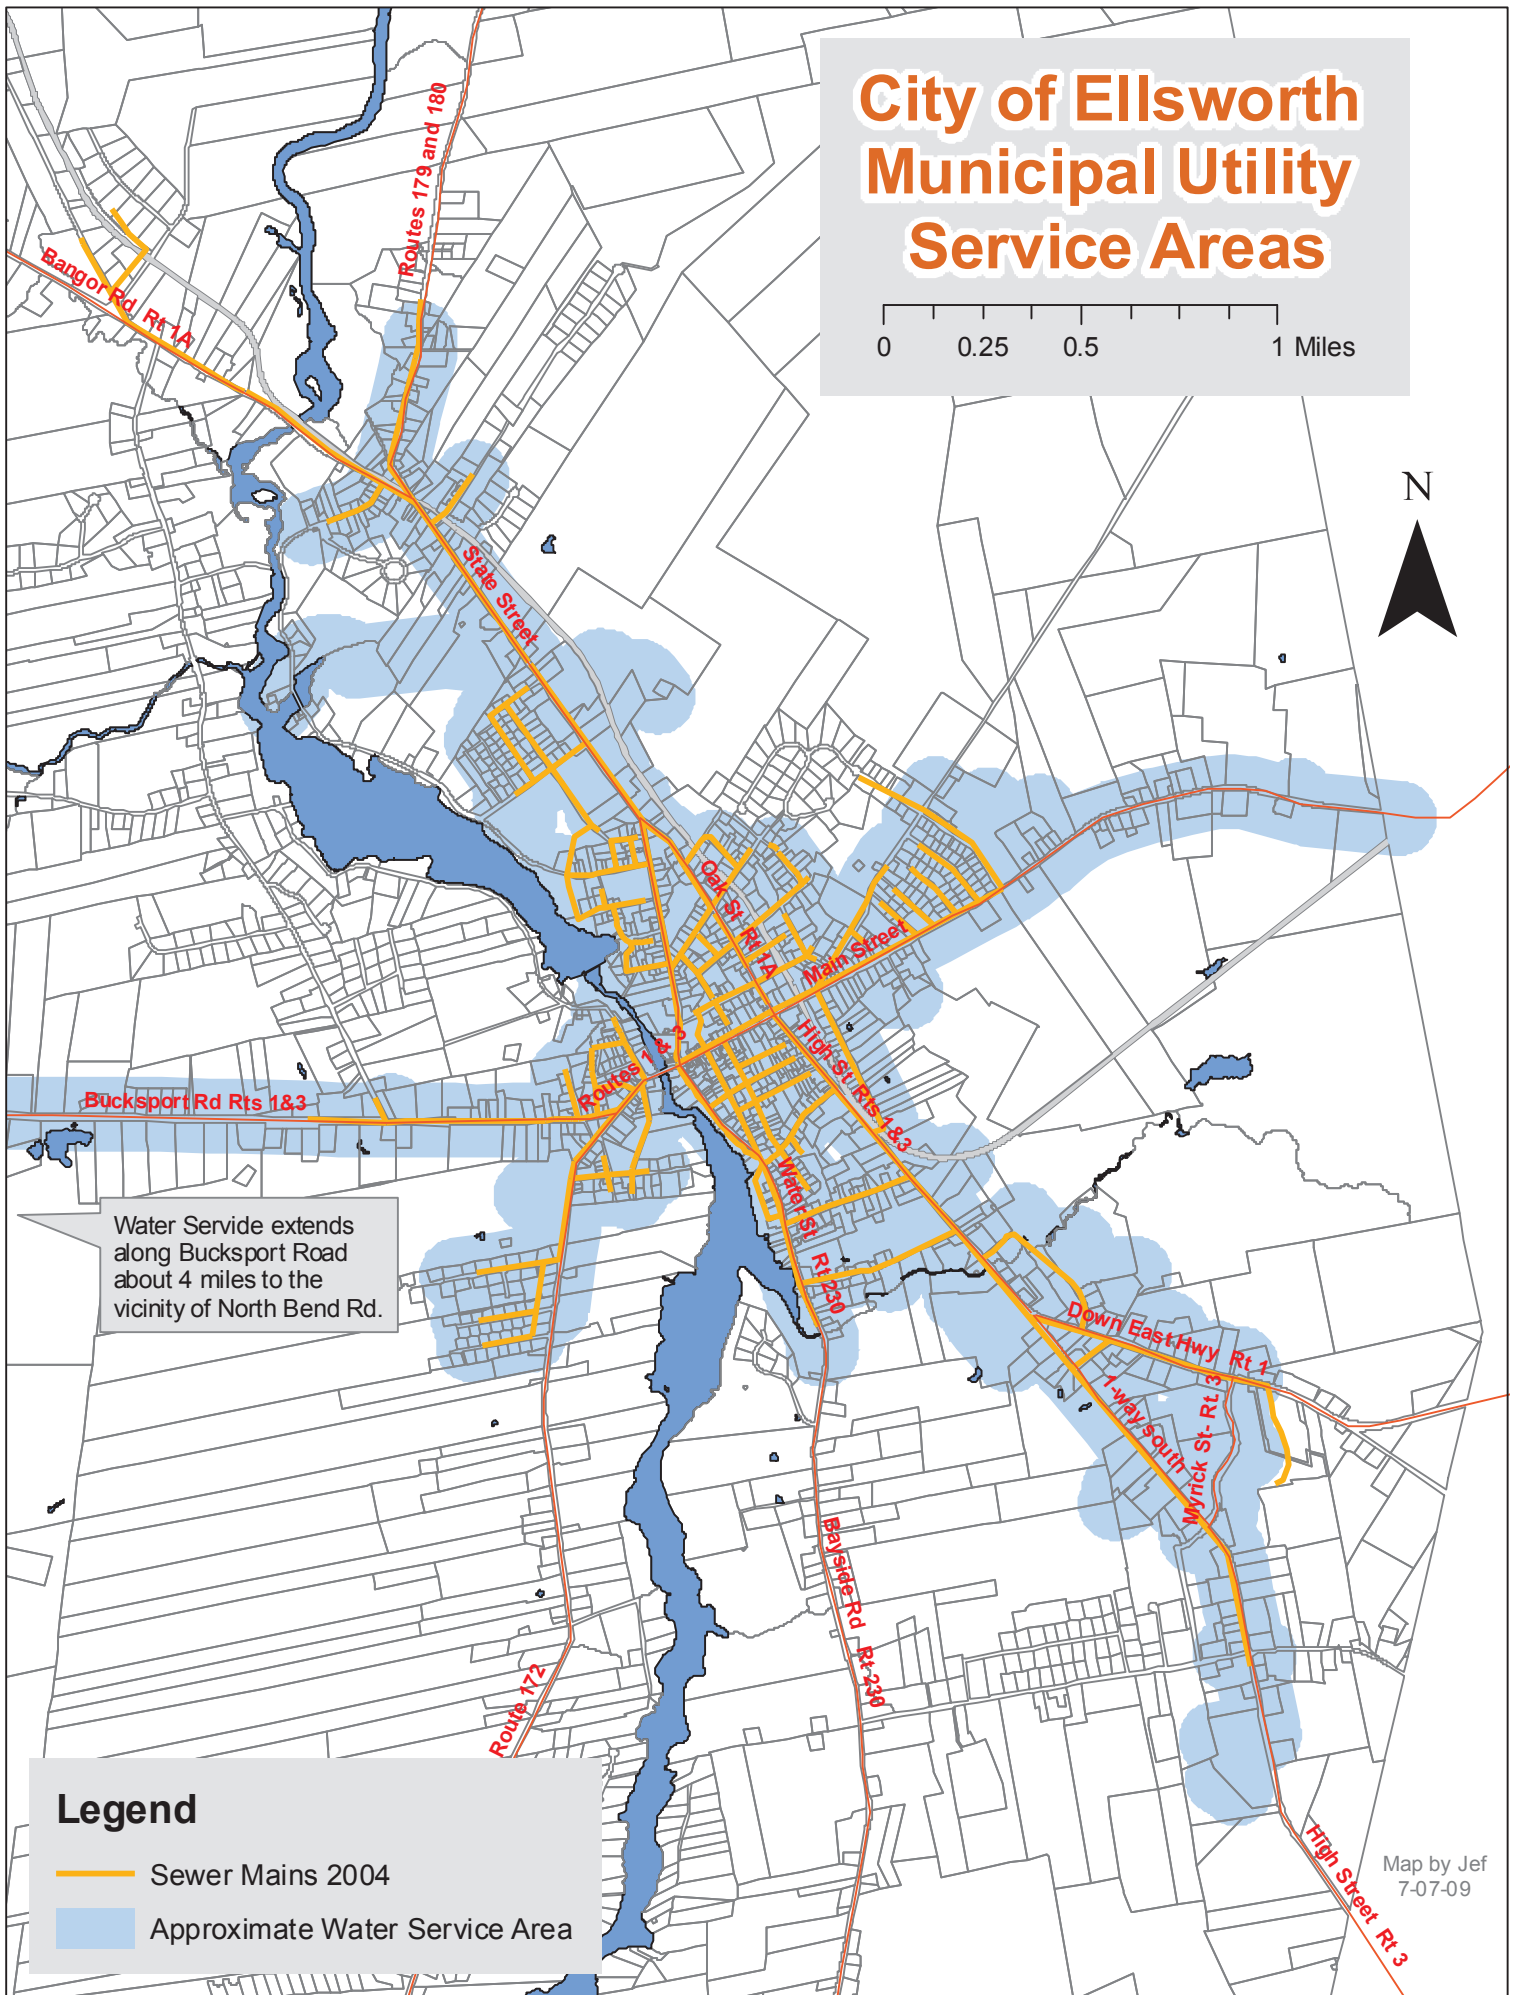 City of Ellsworth
Municipal Utility
Service Areas
0 0.25 0.5 1 Miles
N
Routes 179 and 180
Bangor Rd Rt 1A
State Street
Oak St Rt 1A
Main Street
Routes 1 & 3
High St Rts 1&3
Bucksport Rd Rts 1&3
Water St Rt 230
Water Servide extends
along Bucksport Road
about 4 miles to the
vicinity of North Bend Rd.
Down East Hwy Rt 1
1-way south
Myrick St- Rt. 3
Bayside Rd Rt 230
Route 172
High Street Rt 3
Legend
Sewer Mains 2004
Approximate Water Service Area
Map by Jef
7-07-09